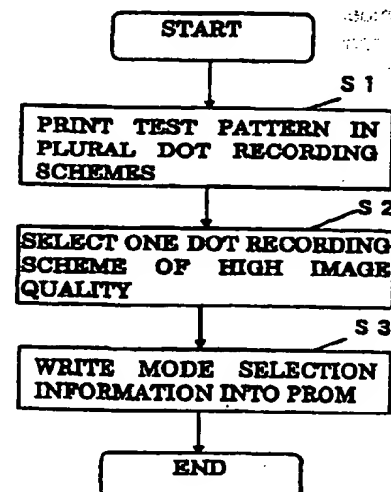 START
S 1
PRINT TEST PATTERN IN
PLURAL DOT RECORDING
SCHEMES
S 2
SELECT ONE DOT RECORDING
SCHEME OF HIGH IMAGE
QUALITY
S 3
WRITE MODE SELECTION
INFORMATION INTO PROM
END